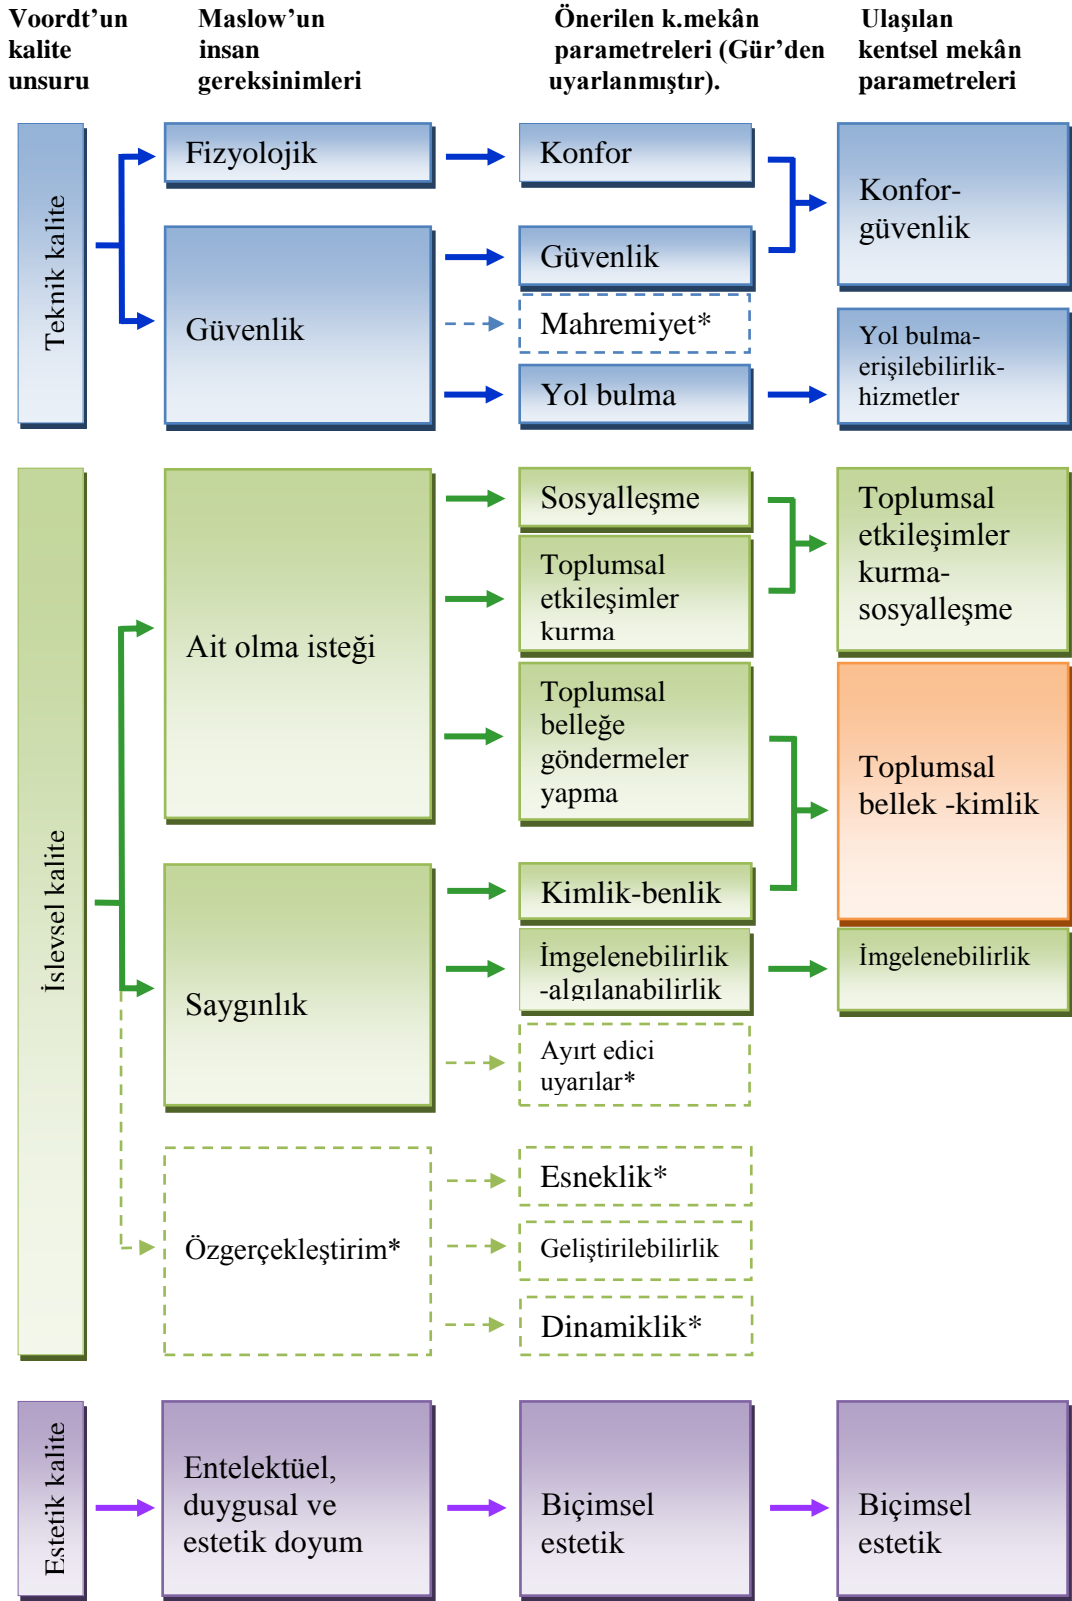 Voordt’un
kalite
unsuru
Maslow’un
insan
gereksinimleri
Önerilen k.mekân
parametreleri (Gür’den
uyarlanmıştır).
Ulaşılan
kentsel mekân
parametreleri
Teknik kalite
Fizyolojik
Konfor
Konfor-
güvenlik
Güvenlik
Güvenlik
Mahremiyet*
Yol bulma
Yol bulma-
erişilebilirlik-
hizmetler
İşlevsel kalite
Ait olma isteği
Sosyalleşme
Toplumsal
etkileşimler
kurma
Toplumsal
etkileşimler
kurma-
sosyalleşme
Toplumsal
belleğe
göndermeler
yapma
Toplumsal
bellek -kimlik
Saygınlık
Kimlik-benlik
İmgelenebilirlik
-algılanabilirlik
İmgelenebilirlik
Ayırt edici
uyarılar*
Özgerçekleştirim*
Esneklik*
Geliştirilebilirlik
Dinamiklik*
Estetik kalite
Entelektüel,
duygusal ve
estetik doyum
Biçimsel
estetik
Biçimsel
estetik